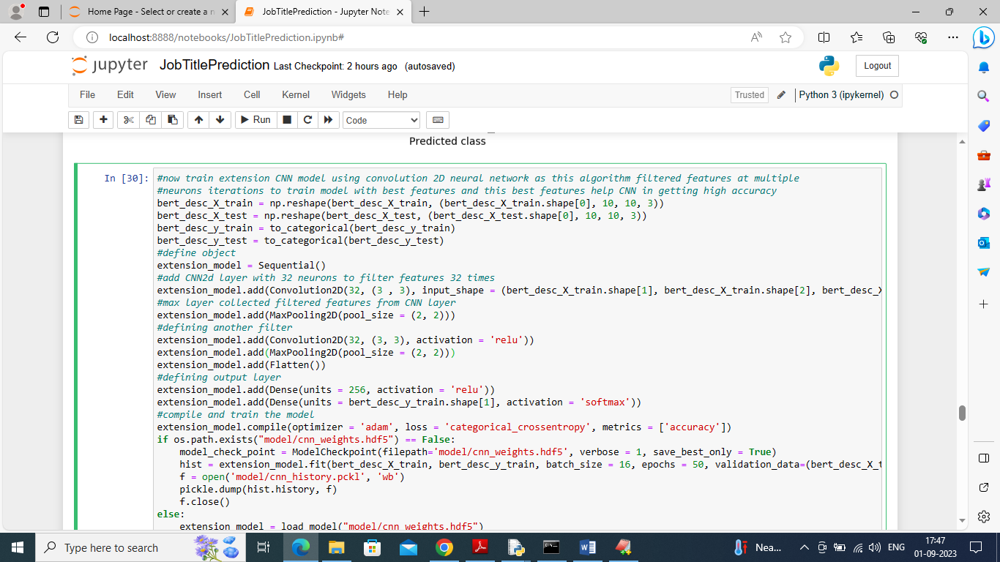 Home Page - Select or create a n
JobTitlePrediction - Jupyter Note
localhost:8888/notebooks/JobTitlePrediction.ipynb#
jupyter JobTitlePrediction Last Checkpoint: 2 hours ago (autosaved)
Logout
File Edit View Insert Cell Kernel Widgets Help
Trusted
Python 3 (ipykernel)
Run
Code
Predicted class
In [30]:
#now train extension CNN model using convolution 2D neural network as this algorithm filtered features at multiple
#neurons iterations to train model with best features and this best features help CNN in getting high accuracy
bert_desc_X_train = np.reshape(bert_desc_X_train, (bert_desc_X_train.shape[0], 10, 10, 3))
bert_desc_X_test = np.reshape(bert_desc_X_test, (bert_desc_X_test.shape[0], 10, 10, 3))
bert_desc_y_train = to_categorical(bert_desc_y_train)
bert_desc_y_test = to_categorical(bert_desc_y_test)
#define object
extension_model = Sequential()
#add CNN2d layer with 32 neurons to filter features 32 times
extension_model.add(Convolution2D(32, (3 , 3), input_shape = (bert_desc_X_train.shape[1], bert_desc_X_train.shape[2], bert_desc_X
#max layer collected filtered features from CNN layer
extension_model.add(MaxPooling2D(pool_size = (2, 2)))
#defining another filter
extension_model.add(Convolution2D(32, (3, 3), activation = 'relu'))
extension_model.add(MaxPooling2D(pool_size = (2, 2)))
extension_model.add(Flatten())
#defining output layer
extension_model.add(Dense(units = 256, activation = 'relu'))
extension_model.add(Dense(units = bert_desc_y_train.shape[1], activation = 'softmax'))
#compile and train the model
extension_model.compile(optimizer = 'adam', loss = 'categorical_crossentropy', metrics = ['accuracy'])
if os.path.exists("model/cnn_weights.hdf5") == False:
    model_check_point = ModelCheckpoint(filepath='model/cnn_weights.hdf5', verbose = 1, save_best_only = True)
    hist = extension_model.fit(bert_desc_X_train, bert_desc_y_train, batch_size = 16, epochs = 50, validation_data=(bert_desc_X_t
    f = open('model/cnn_history.pckl', 'wb')
    pickle.dump(hist.history, f)
    f.close()
else:
    extension_model = load_model("model/cnn_weights.hdf5")
Type here to search
Nea...
ENG
17:47
01-09-2023